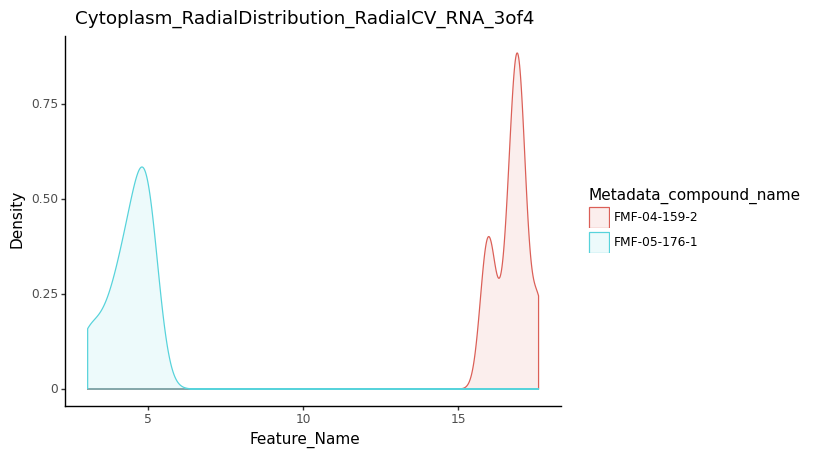 Cytoplasm_RadialDistribution_RadialCV_RNA_3of4
0.75
0.50
0.25
0
Density
5
10
15
Feature_Name
Metadata_compound_name
FMF-04-159-2
FMF-05-176-1